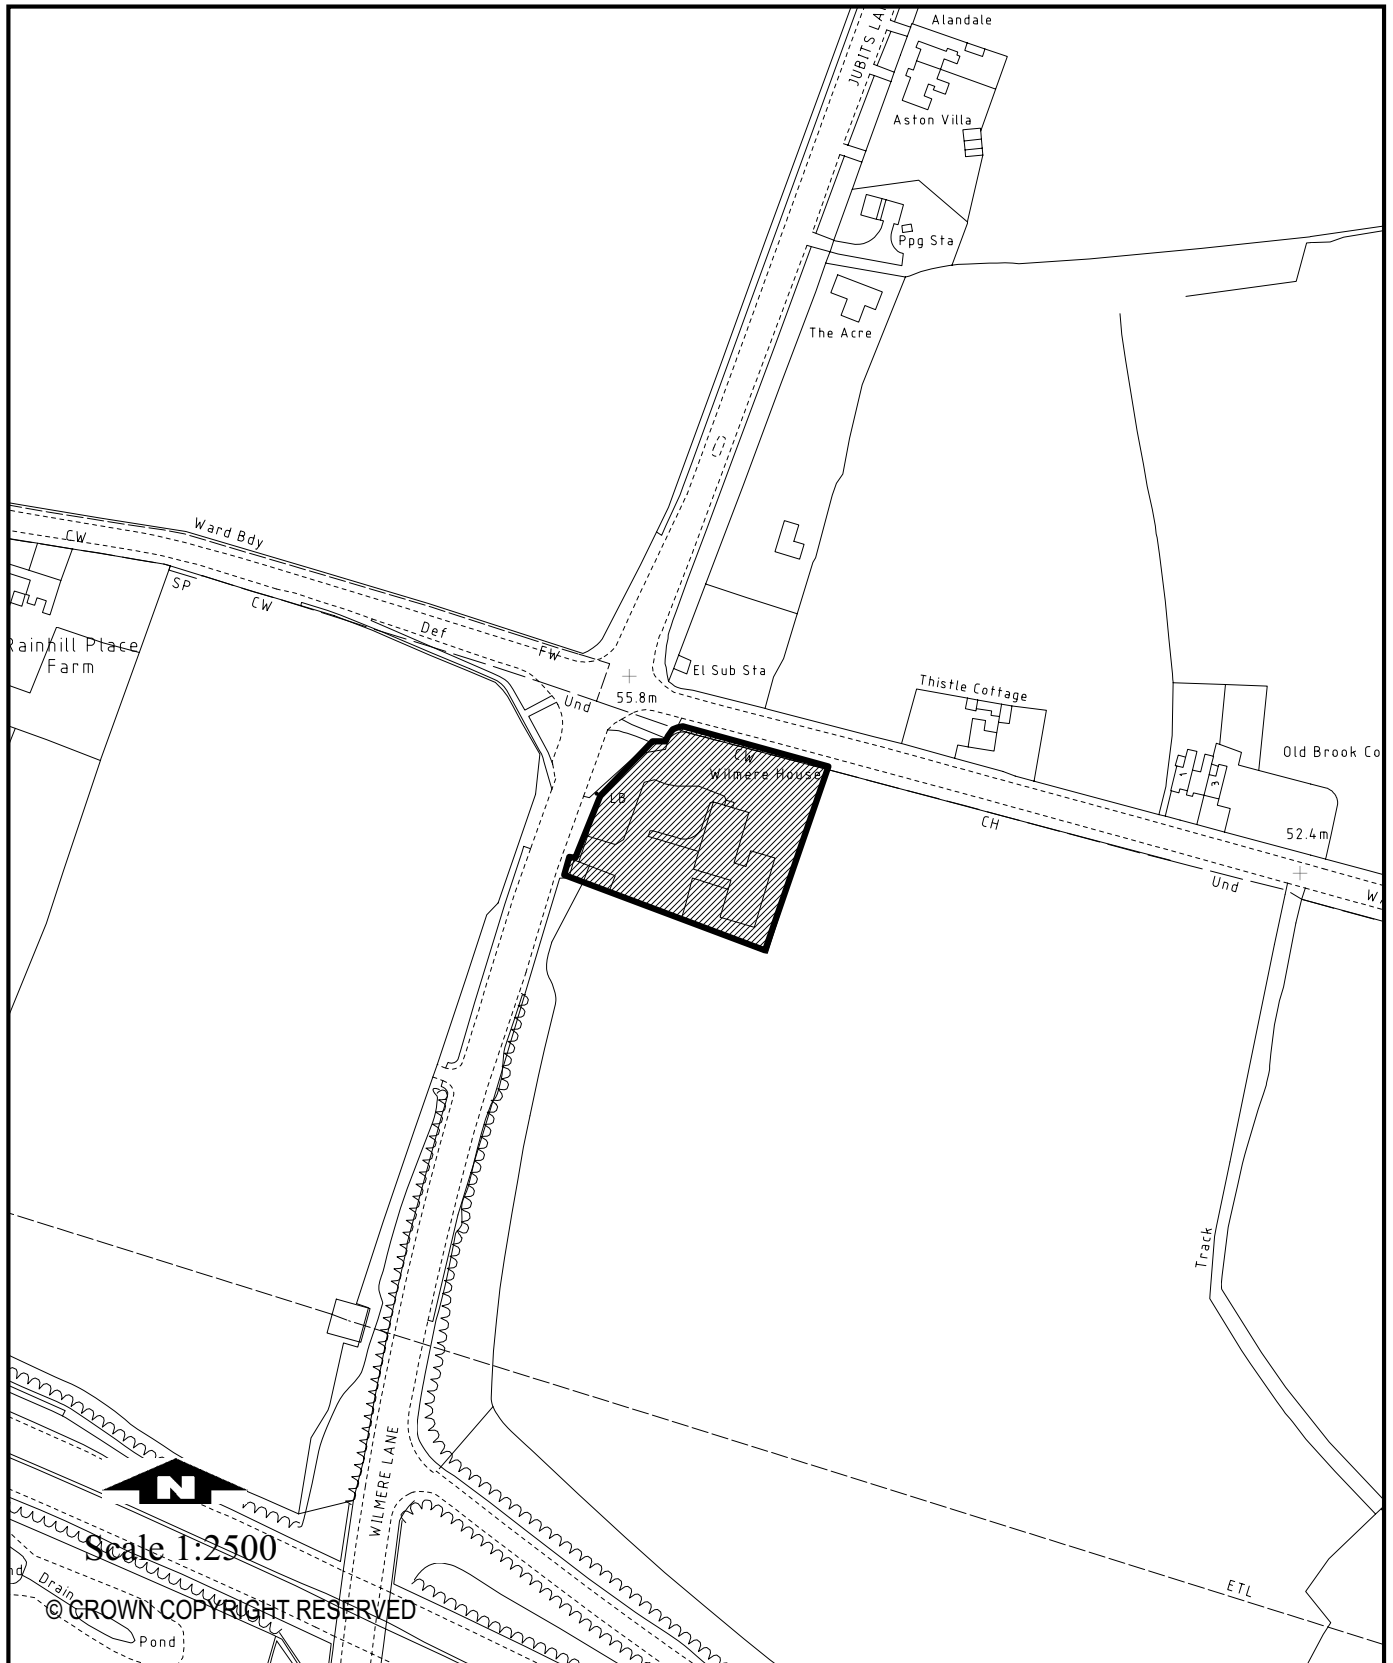 Alandale
JUBITS
Aston Villa
Ppg Sta
The Acre
Ward Bdy
CW
SP
CW
Def
FW
Rainhill Place
Farm
El Sub Sta
55.8m
Und
Thistle Cottage
CW
Wilmere House
LB
1
3
Old Brook Co
CH
52.4m
Und
Track
WILMERE LANE
N
Scale 1:2500
Drain
© CROWN COPYRIGHT RESERVED
Pond
ETL